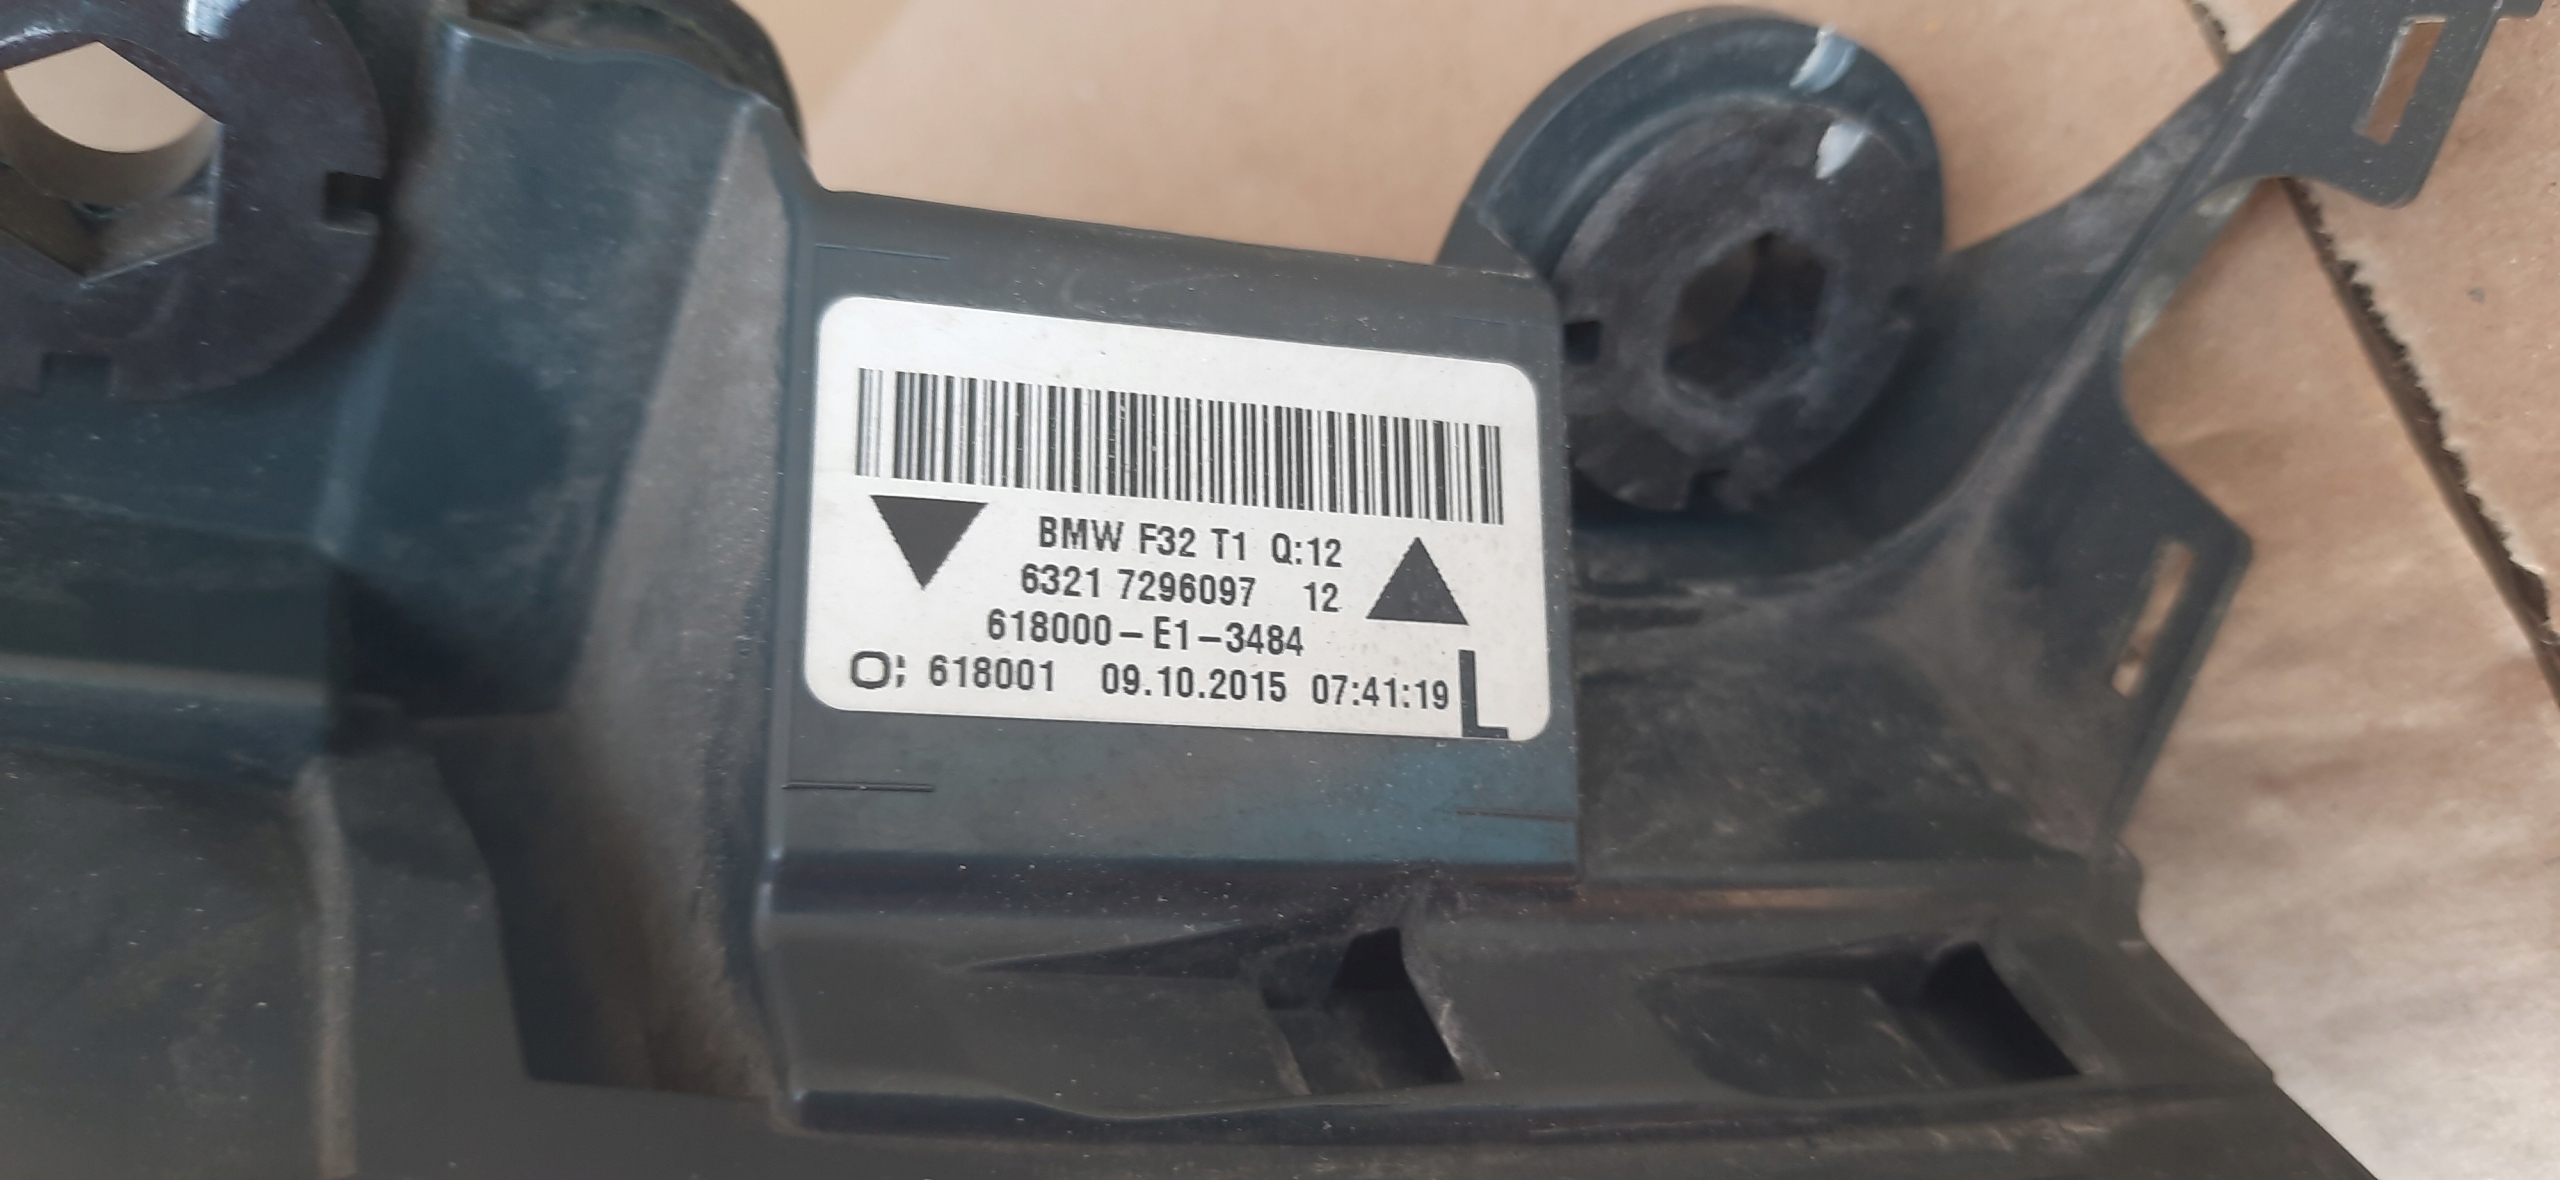 BMW F32 T1 Q:12
6321 7296097 12
618000-E1-3484
O; 618001 09.10.2015 07:41:19 L